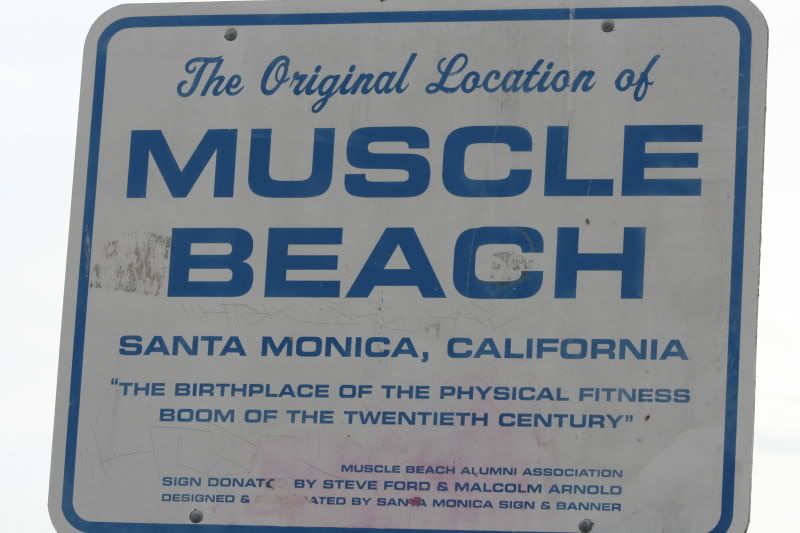 The Original Location of
MUSCLE
BEACH
SANTA MONICA, CALIFORNIA
"THE BIRTHPLACE OF THE PHYSICAL FITNESS
BOOM OF THE TWENTIETH CENTURY"
MUSCLE BEACH ALUMNI ASSOCIATION
SIGN BY STEVE FORD & MALCOLM ARNOLD
DESIGNED & BY SANTA MONICA SIGN & BANNER